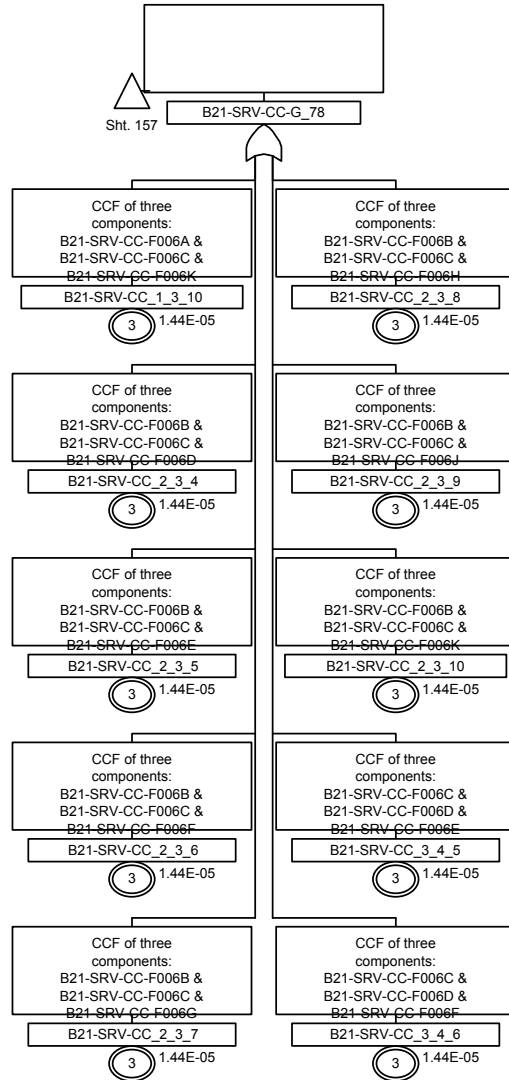 Sht. 157
B21-SRV-CC-G_78
CCF of three
components:
B21-SRV-CC-F006A &
B21-SRV-CC-F006C &
B21-SRV-CC-F006K
B21-SRV-CC_1_3_10
3
1.44E-05
CCF of three
components:
B21-SRV-CC-F006B &
B21-SRV-CC-F006C &
B21-SRV-CC-F006H
B21-SRV-CC_2_3_8
3
1.44E-05
CCF of three
components:
B21-SRV-CC-F006B &
B21-SRV-CC-F006C &
B21-SRV-CC-F006D
B21-SRV-CC_2_3_4
3
1.44E-05
CCF of three
components:
B21-SRV-CC-F006B &
B21-SRV-CC-F006C &
B21-SRV-CC-F006J
B21-SRV-CC_2_3_9
3
1.44E-05
CCF of three
components:
B21-SRV-CC-F006B &
B21-SRV-CC-F006C &
B21-SRV-CC-F006E
B21-SRV-CC_2_3_5
3
1.44E-05
CCF of three
components:
B21-SRV-CC-F006B &
B21-SRV-CC-F006C &
B21-SRV-CC-F006K
B21-SRV-CC_2_3_10
3
1.44E-05
CCF of three
components:
B21-SRV-CC-F006B &
B21-SRV-CC-F006C &
B21-SRV-CC-F006F
B21-SRV-CC_2_3_6
3
1.44E-05
CCF of three
components:
B21-SRV-CC-F006C &
B21-SRV-CC-F006D &
B21-SRV-CC-F006E
B21-SRV-CC_3_4_5
3
1.44E-05
CCF of three
components:
B21-SRV-CC-F006B &
B21-SRV-CC-F006C &
B21-SRV-CC-F006G
B21-SRV-CC_2_3_7
3
1.44E-05
CCF of three
components:
B21-SRV-CC-F006C &
B21-SRV-CC-F006D &
B21-SRV-CC-F006F
B21-SRV-CC_3_4_6
3
1.44E-05